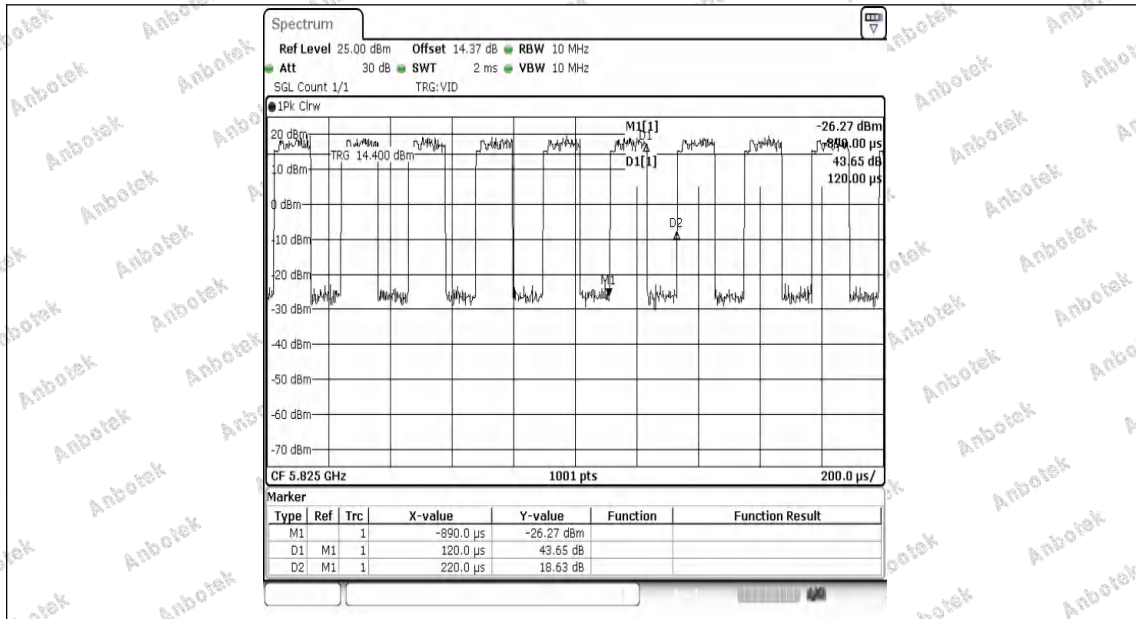 Spectrum
Ref Level 25.00 dBm Offset 14.37 dB RBW 10 MHz
Att 30 dB SWT 2 ms VBW 10 MHz
SGL Count 1/1 TRG:VID
1Pk Clrw
M1[1] -26.27 dBm
-890.00 µs
D1[1] 43.65 dB
120.00 µs
20 dBm
TRG 14.400 dBm
10 dBm
0 dBm
-10 dBm
-20 dBm
-30 dBm
-40 dBm
-50 dBm
-60 dBm
-70 dBm
D1
D2
M1
CF 5.825 GHz 1001 pts 200.0 µs/
Marker
Type Ref Trc X-value Y-value Function Function Result
M1 1 -890.0 µs -26.27 dBm
D1 M1 1 120.0 µs 43.65 dB
D2 M1 1 220.0 µs 18.63 dB
Anbotek